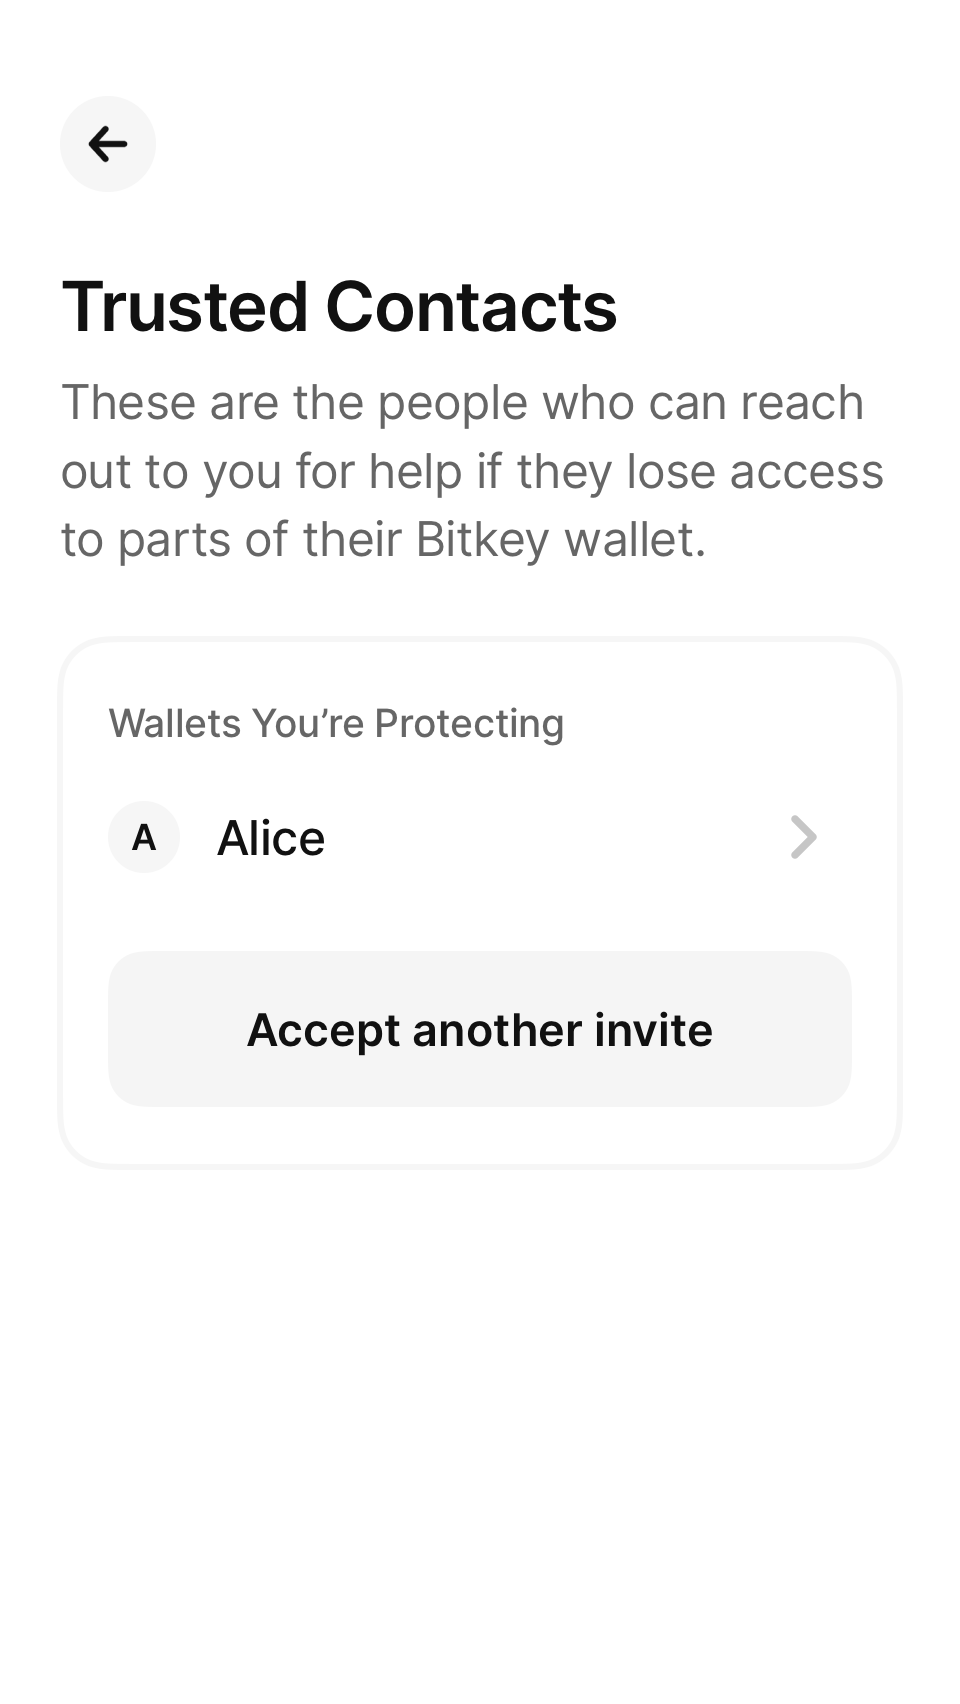 Trusted Contacts
These are the people who can reach
out to you for help if they lose access
to parts of their Bitkey wallet.
Wallets You’re Protecting
A Alice
Accept another invite